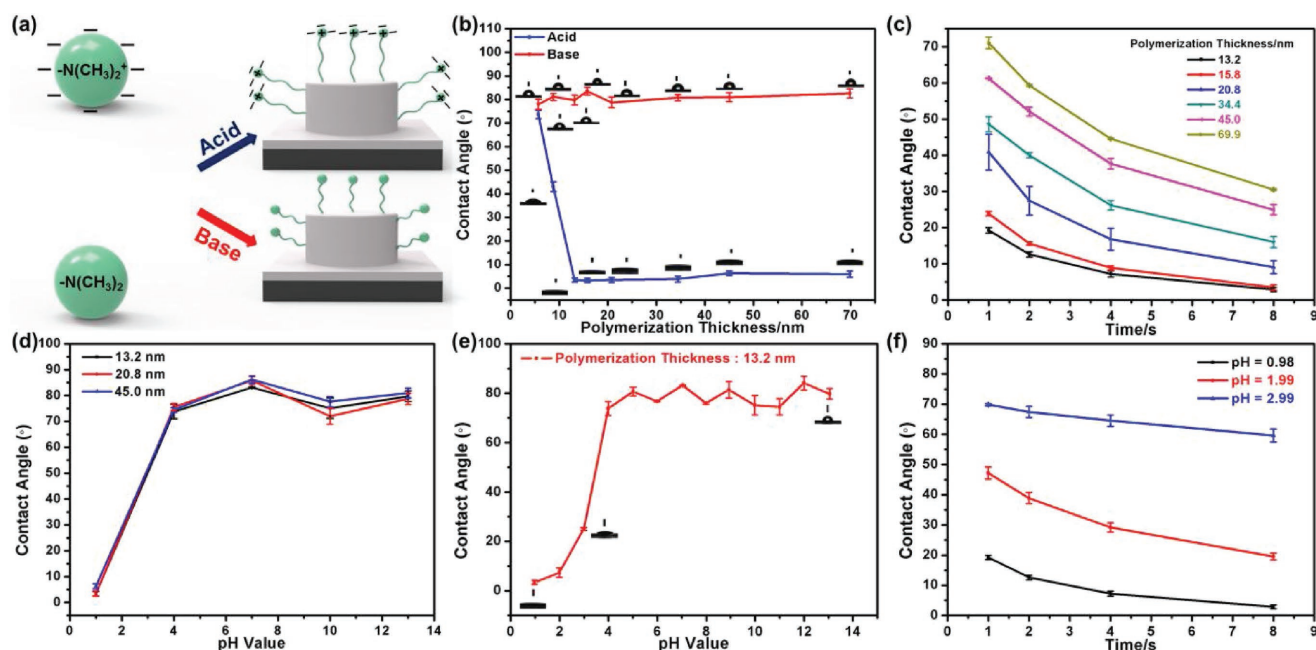 (a)
-N(CH3)2+
Acid
Base
-N(CH3)2
(b)
110
100
90
80
70
60
50
40
30
20
10
0
Contact Angle (°)
Acid
Base
0 10 20 30 40 50 60 70
Polymerization Thickness/nm
(c)
70
60
50
40
30
20
10
0
Contact Angle (°)
Polymerization Thickness/nm
13.2
15.8
20.8
34.4
45.0
69.9
0 1 2 3 4 5 6 7 8 9
Time/s
(d)
100
90
80
70
60
50
40
30
20
10
0
Contact Angle (°)
13.2 nm
20.8 nm
45.0 nm
0 2 4 6 8 10 12 14
pH Value
(e)
100
80
60
40
20
0
Contact Angle (°)
Polymerization Thickness : 13.2 nm
0 2 4 6 8 10 12 14
pH Value
(f)
90
80
70
60
50
40
30
20
10
0
Contact Angle (°)
pH = 0.98
pH = 1.99
pH = 2.99
0 1 2 3 4 5 6 7 8 9
Time/s